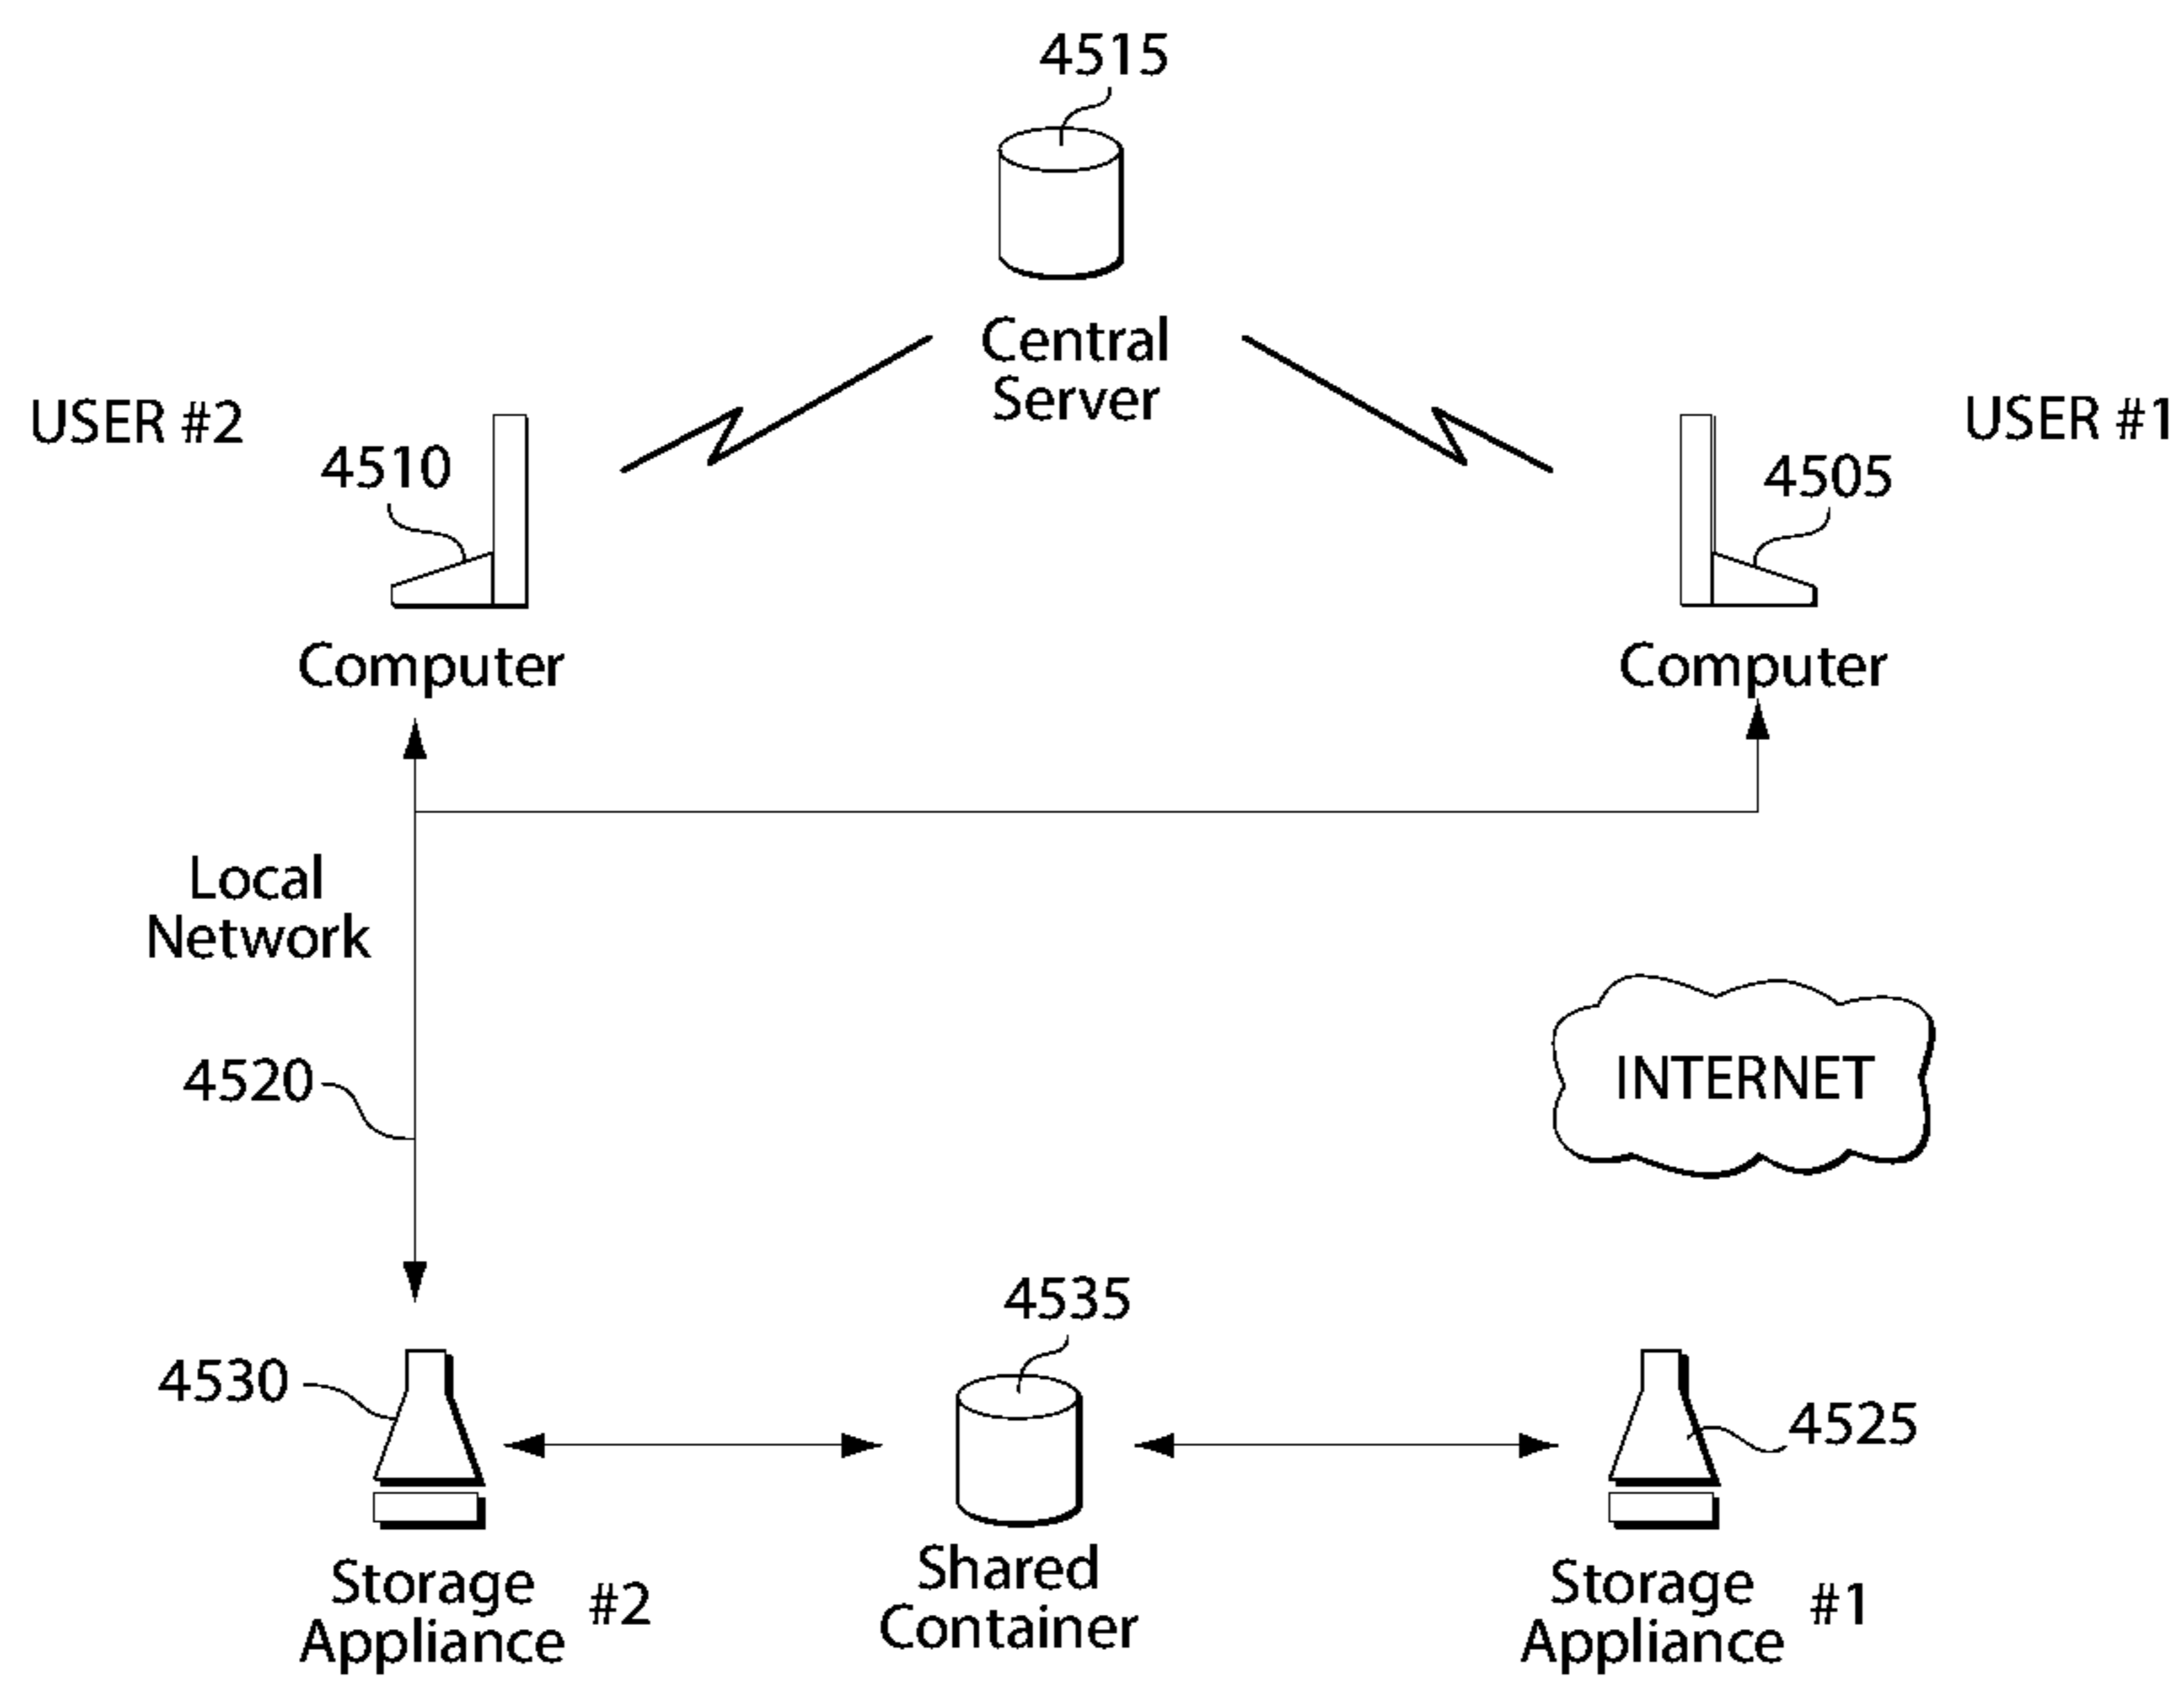 4515
Central
Server
USER #2
USER #1
4510
4505
Computer
Computer
Local
Network
INTERNET
4520
4535
4530
4525
Storage
Appliance #2
Shared
Container
Storage
Appliance #1